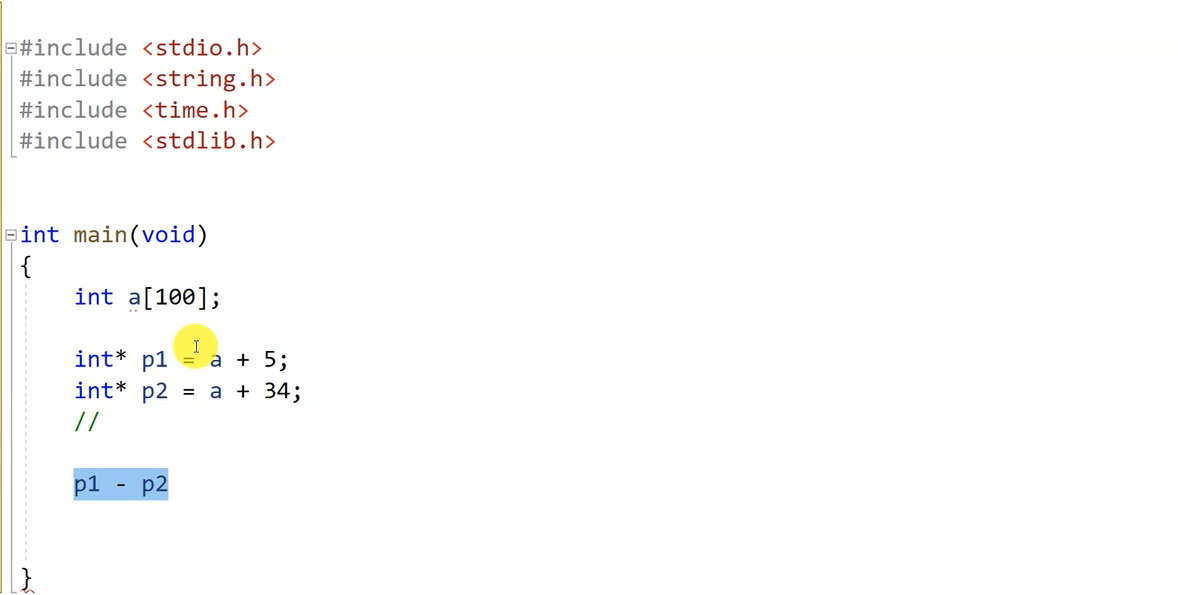 #include <stdio.h>
#include <string.h>
#include <time.h>
#include <stdlib.h>
int main(void)
{
int a[100];
int* p1 = a + 5;
int* p2 = a + 34;
//
p1 - p2
}